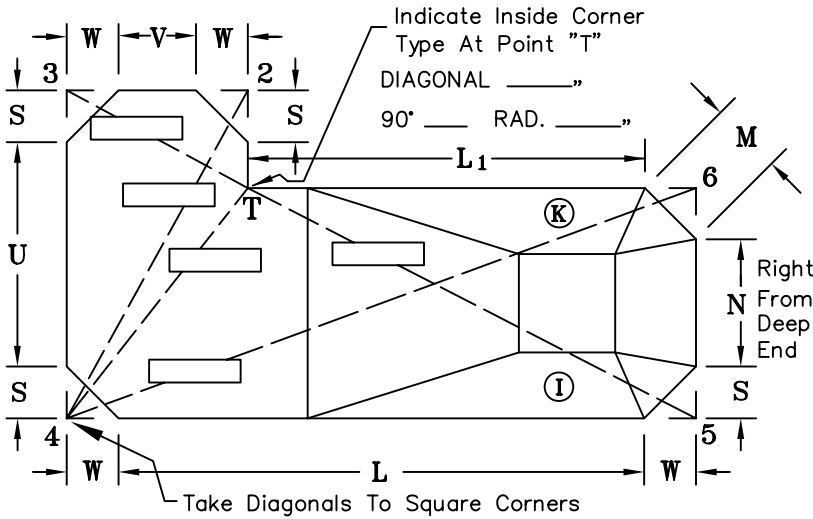 Indicate Inside Corner
Type At Point "T"
DIAGONAL ______"
90° ____ RAD. ______"
W V W
3 2
S S
M
L1
6
T
K
U
N
Right
From
Deep
End
I
S S
4 5
W L W
Take Diagonals To Square Corners